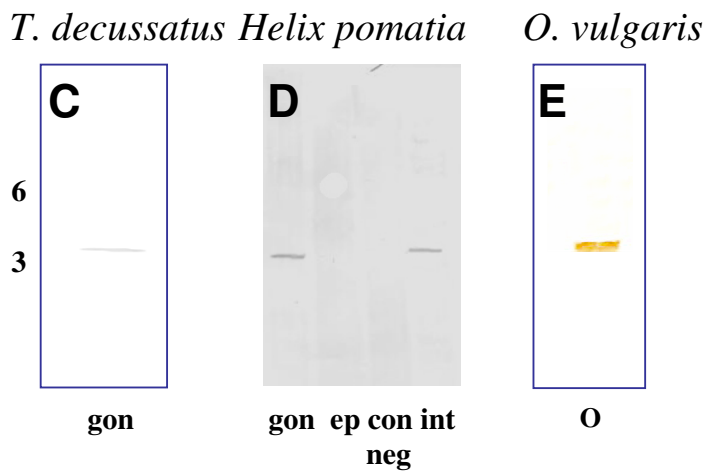 T. decussatus Helix pomatia O. vulgaris
C D E
6
3
gon gon ep con int O
neg